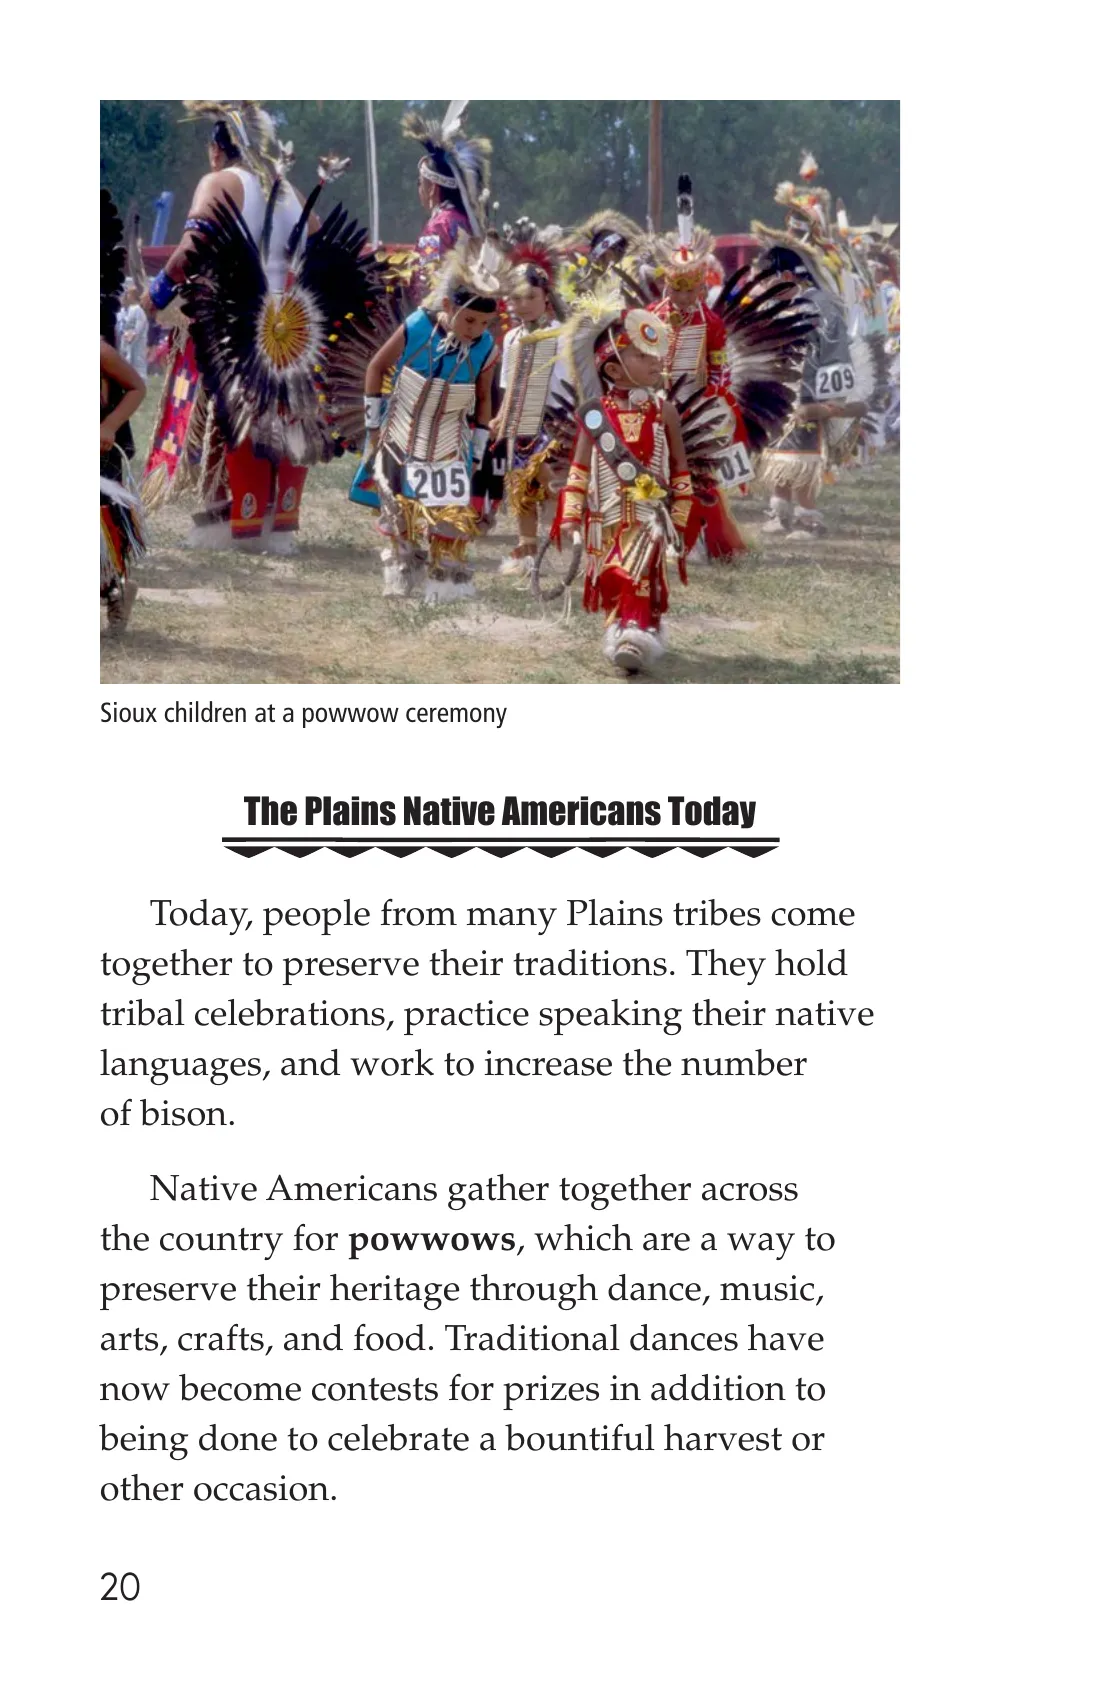 205
209
01
Sioux children at a powwow ceremony
The Plains Native Americans Today
Today, people from many Plains tribes come
together to preserve their traditions. They hold
tribal celebrations, practice speaking their native
languages, and work to increase the number
of bison.
Native Americans gather together across
the country for powwows, which are a way to
preserve their heritage through dance, music,
arts, crafts, and food. Traditional dances have
now become contests for prizes in addition to
being done to celebrate a bountiful harvest or
other occasion.
20